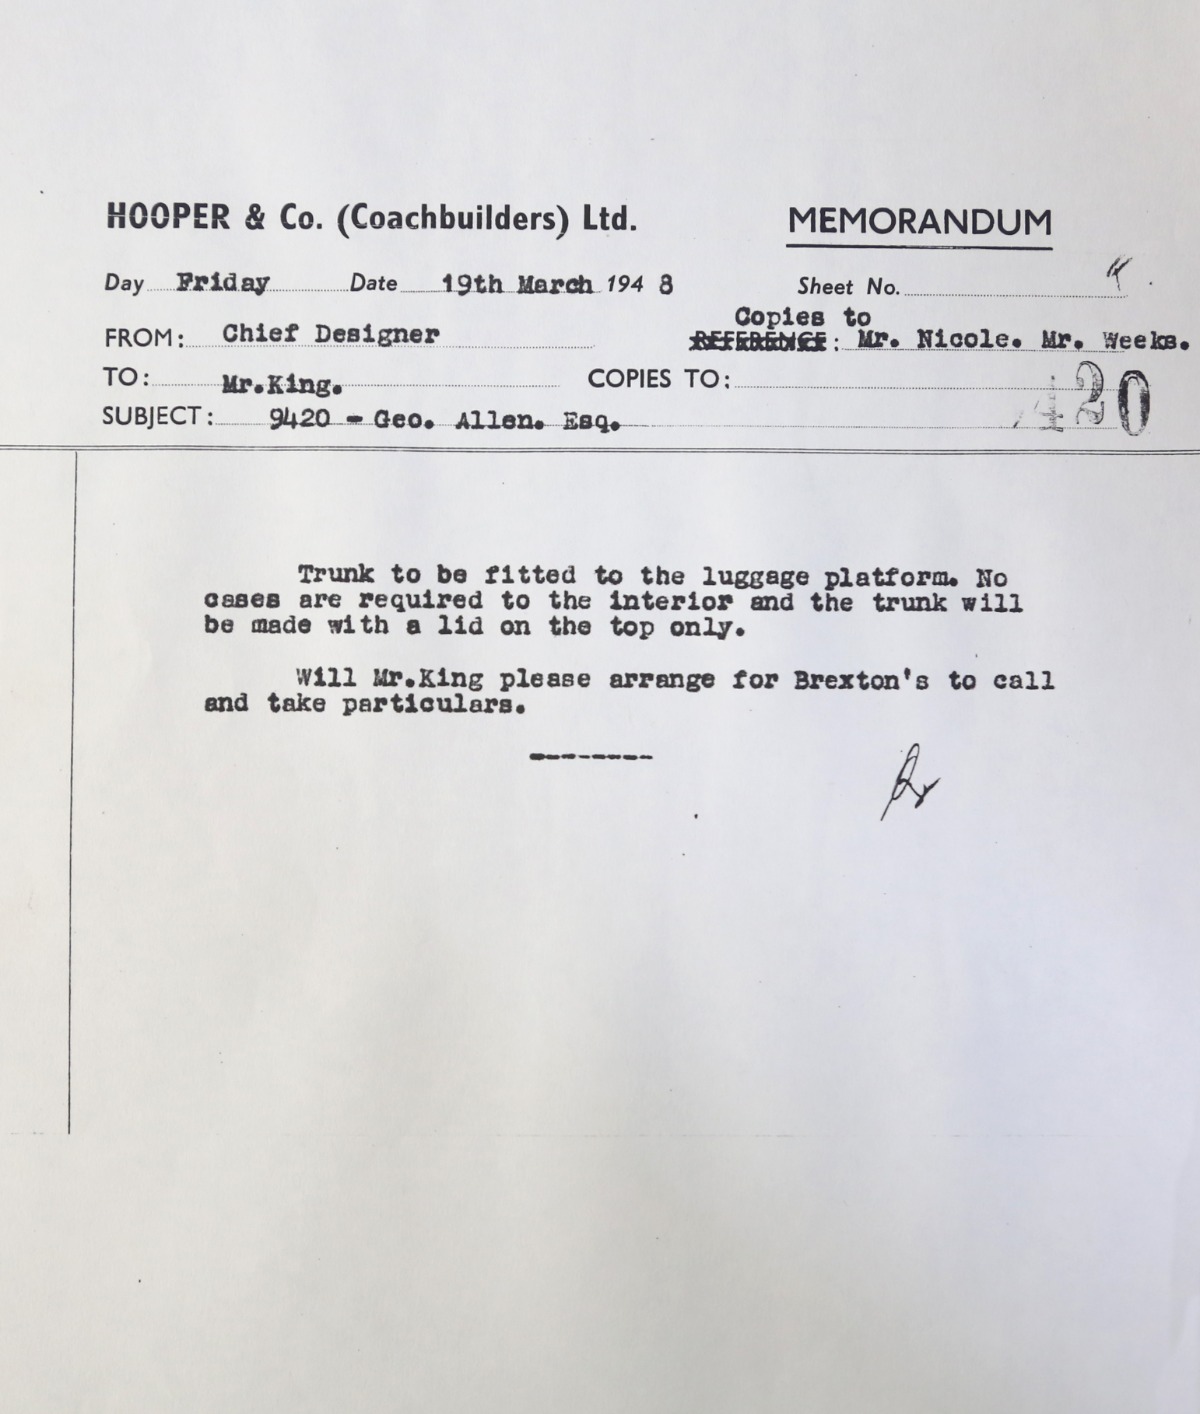 HOOPER & Co. (Coachbuilders) Ltd. MEMORANDUM
Day Friday Date 19th March 194 8 Sheet No.
Copies to
FROM: Chief Designer REFERENCE: Mr. Nicole. Mr. Weeks.
TO: Mr.King. COPIES TO:
SUBJECT: 9420 - Geo. Allen. Esq. 420
Trunk to be fitted to the luggage platform. No
cases are required to the interior and the trunk will
be made with a lid on the top only.
Will Mr.King please arrange for Brexton's to call
and take particulars.
--------